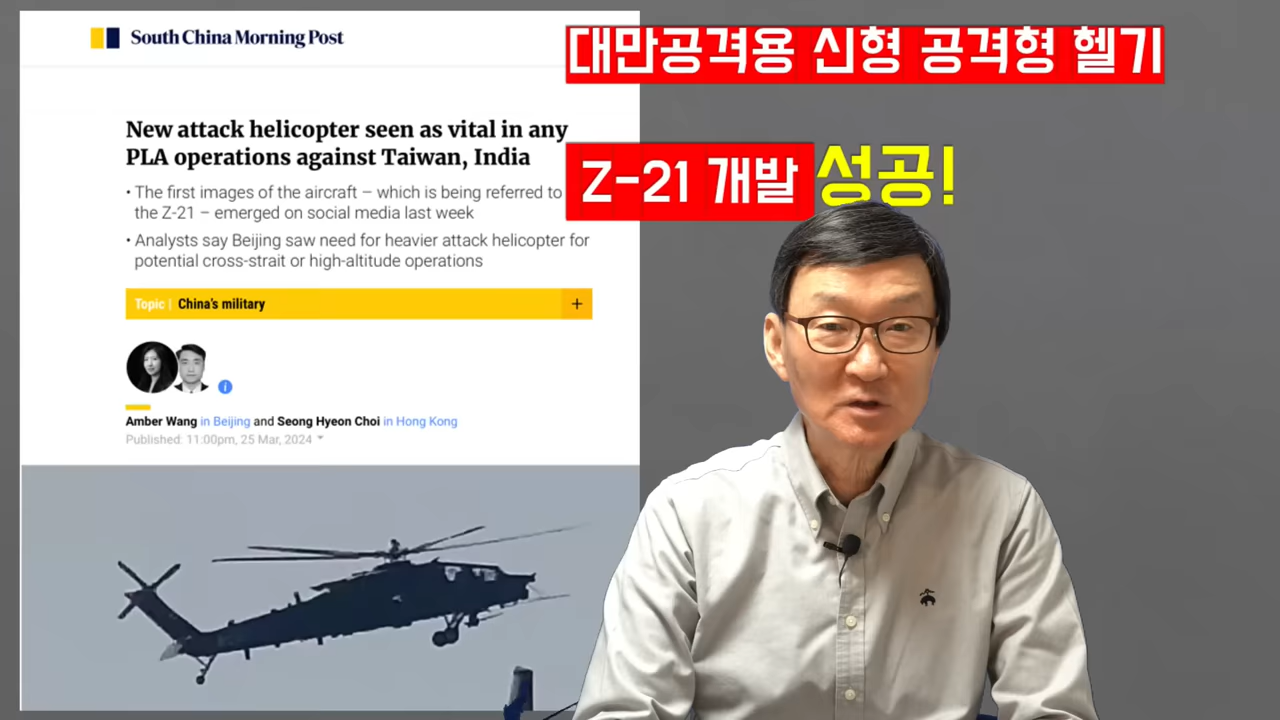 South China Morning Post
New attack helicopter seen as vital in any
PLA operations against Taiwan, India
• The first images of the aircraft – which is being referred to
the Z-21 – emerged on social media last week
• Analysts say Beijing saw need for heavier attack helicopter for
potential cross-strait or high-altitude operations
Topic | China's military +
i
Amber Wang in Beijing and Seong Hyeon Choi in Hong Kong
Published: 11:00pm, 25 Mar, 2024
대만공격용 신형 공격형 헬기
Z-21 개발 성공!